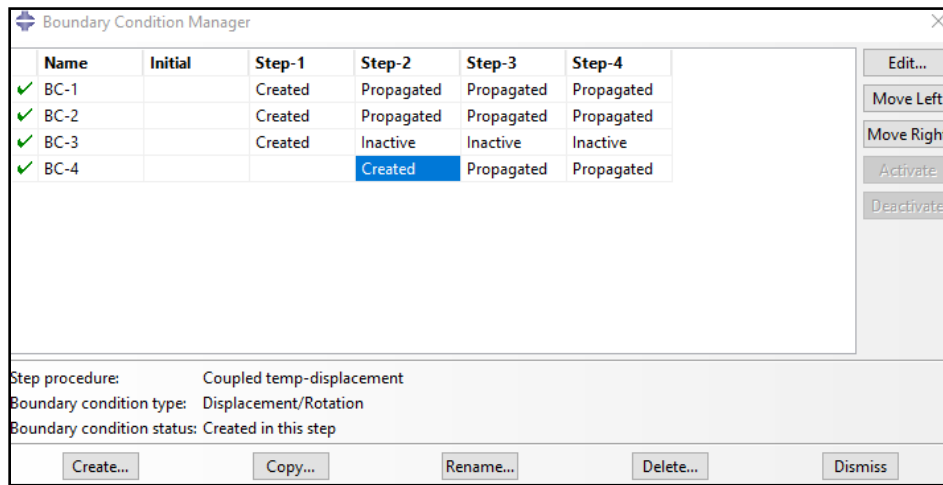 Boundary Condition Manager
Name Initial Step-1 Step-2 Step-3 Step-4
BC-1 Created Propagated Propagated Propagated
BC-2 Created Propagated Propagated Propagated
BC-3 Created Inactive Inactive Inactive
BC-4 Created Propagated Propagated
Edit...
Move Left
Move Righ
Activate
Deactivate
Step procedure: Coupled temp-displacement
Boundary condition type: Displacement/Rotation
Boundary condition status: Created in this step
Create... Copy... Rename... Delete... Dismiss